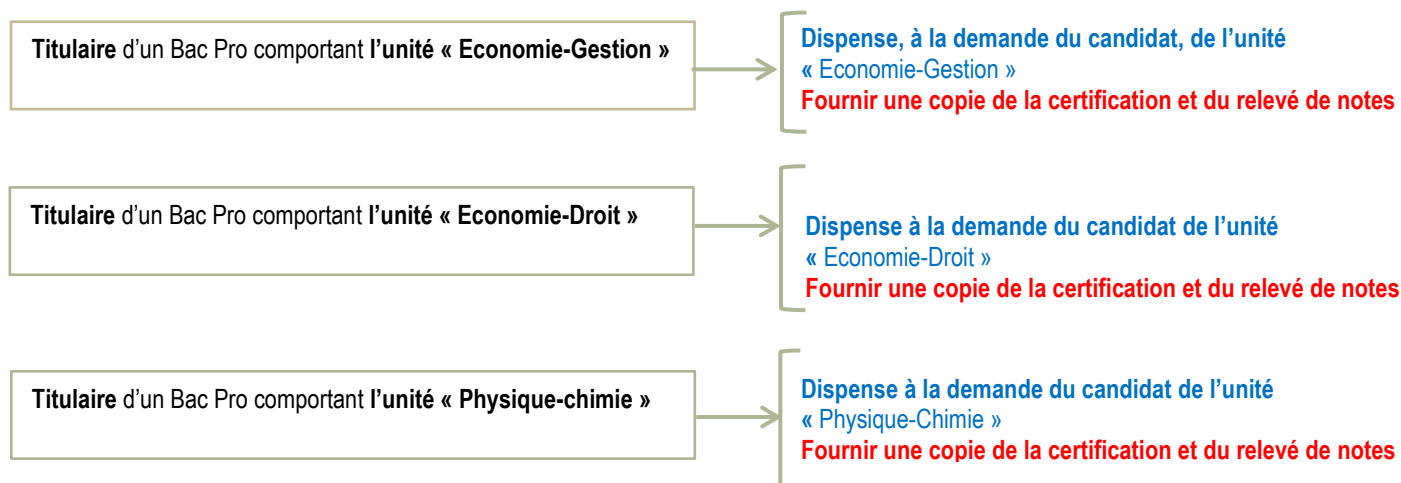 Titulaire d’un Bac Pro comportant l’unité « Economie-Gestion »
Dispense, à la demande du candidat, de l’unité
« Economie-Gestion »
Fournir une copie de la certification et du relevé de notes
Titulaire d’un Bac Pro comportant l’unité « Economie-Droit »
Dispense à la demande du candidat de l’unité
« Economie-Droit »
Fournir une copie de la certification et du relevé de notes
Titulaire d’un Bac Pro comportant l’unité « Physique-chimie »
Dispense à la demande du candidat de l’unité
« Physique-Chimie »
Fournir une copie de la certification et du relevé de notes